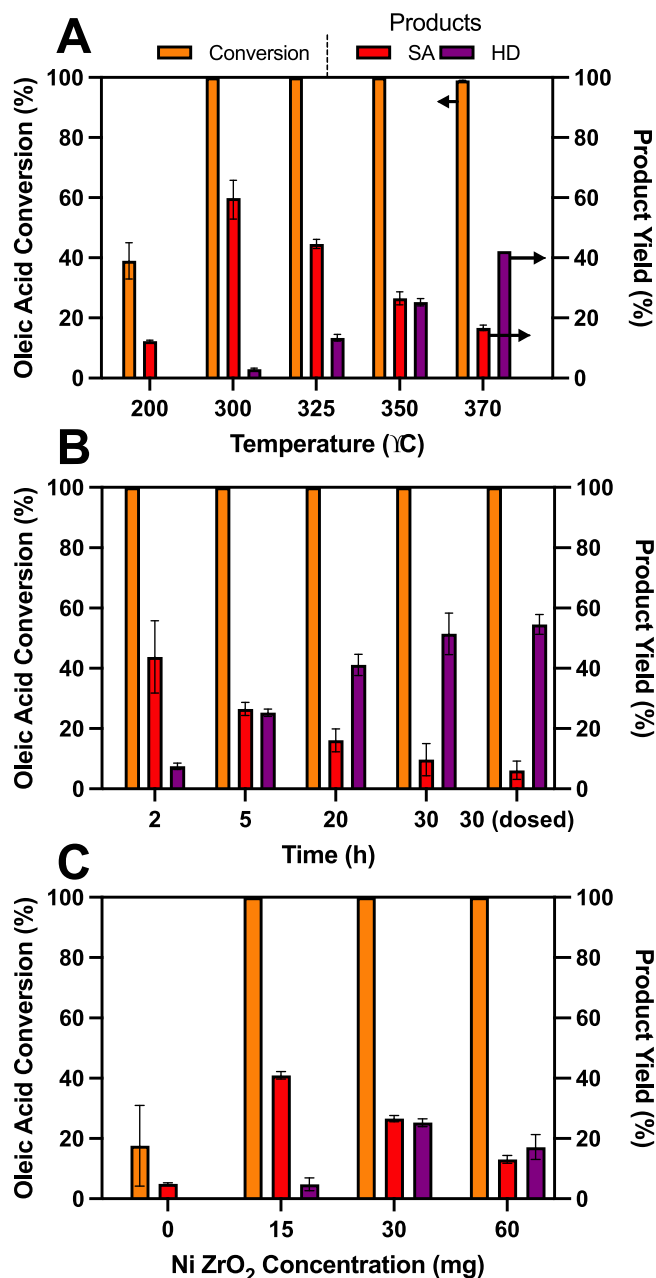 A
Products
Conversion
SA
HD
100
80
60
40
20
0
Oleic Acid Conversion (%)
100
80
60
40
20
0
Product Yield (%)
200 300 325 350 370
Temperature (ϒC)
B
100
80
60
40
20
0
Oleic Acid Conversion (%)
100
80
60
40
20
0
Product Yield (%)
2 5 20 30 30 (dosed)
Time (h)
C
100
80
60
40
20
0
Oleic Acid Conversion (%)
100
80
60
40
20
0
Product Yield (%)
0 15 30 60
Ni ZrO₂ Concentration (mg)